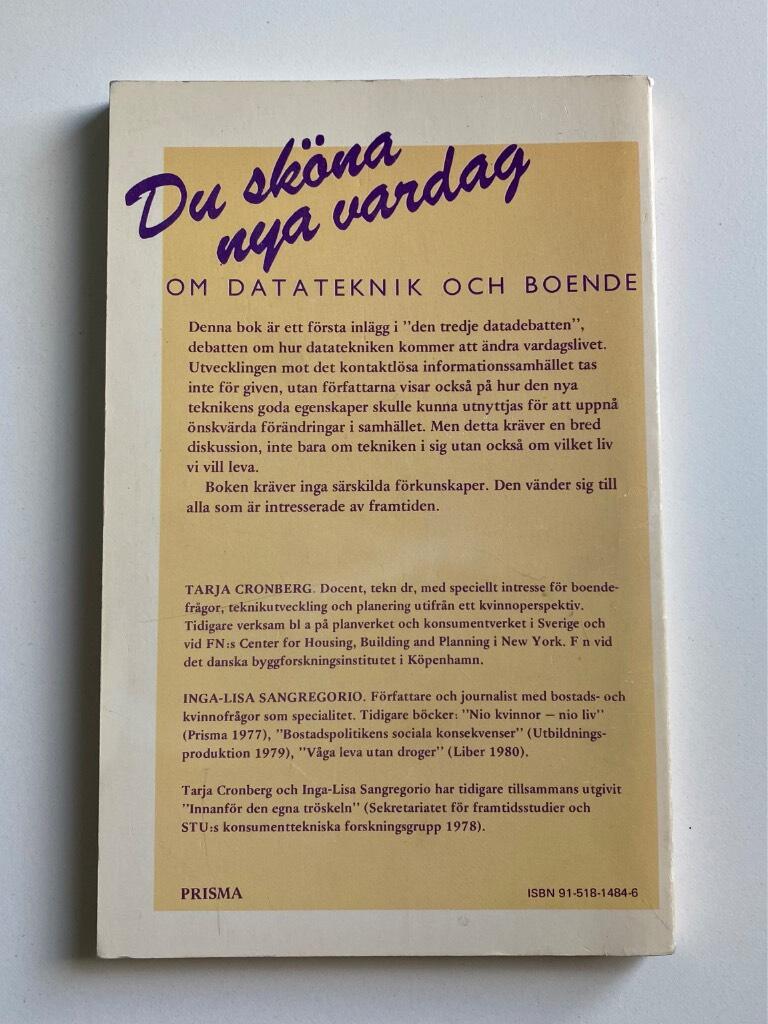 Du sköna
nya vardag
OM DATATEKNIK OCH BOENDE
Denna bok är ett första inlägg i ”den tredje datadebatten”,
debatten om hur datatekniken kommer att ändra vardagslivet.
Utvecklingen mot det kontaktlösa informationssamhället tas
inte för given, utan författarna visar också på hur den nya
teknikens goda egenskaper skulle kunna utnyttjas för att uppnå
önskvärda förändringar i samhället. Men detta kräver en bred
diskussion, inte bara om tekniken i sig utan också om vilket liv
vi vill leva.
Boken kräver inga särskilda förkunskaper. Den vänder sig till
alla som är intresserade av framtiden.
TARJA CRONBERG. Docent, tekn dr, med speciellt intresse för boende-
frågor, teknikutveckling och planering utifrån ett kvinnoperspektiv.
Tidigare verksam bl a på planverket och konsumentverket i Sverige och
vid FN:s Center for Housing, Building and Planning i New York. F n vid
det danska byggforskningsinstitutet i Köpenhamn.
INGA-LISA SANGREGORIO. Författare och journalist med bostads- och
kvinnofrågor som specialitet. Tidigare böcker: ”Nio kvinnor – nio liv”
(Prisma 1977), ”Bostadspolitikens sociala konsekvenser” (Utbildnings-
produktion 1979), ”Våga leva utan droger” (Liber 1980).
Tarja Cronberg och Inga-Lisa Sangregorio har tidigare tillsammans utgivit
”Innanför den egna tröskeln” (Sekretariatet för framtidsstudier och
STU:s konsumenttekniska forskningsgrupp 1978).
PRISMA
ISBN 91-518-1484-6